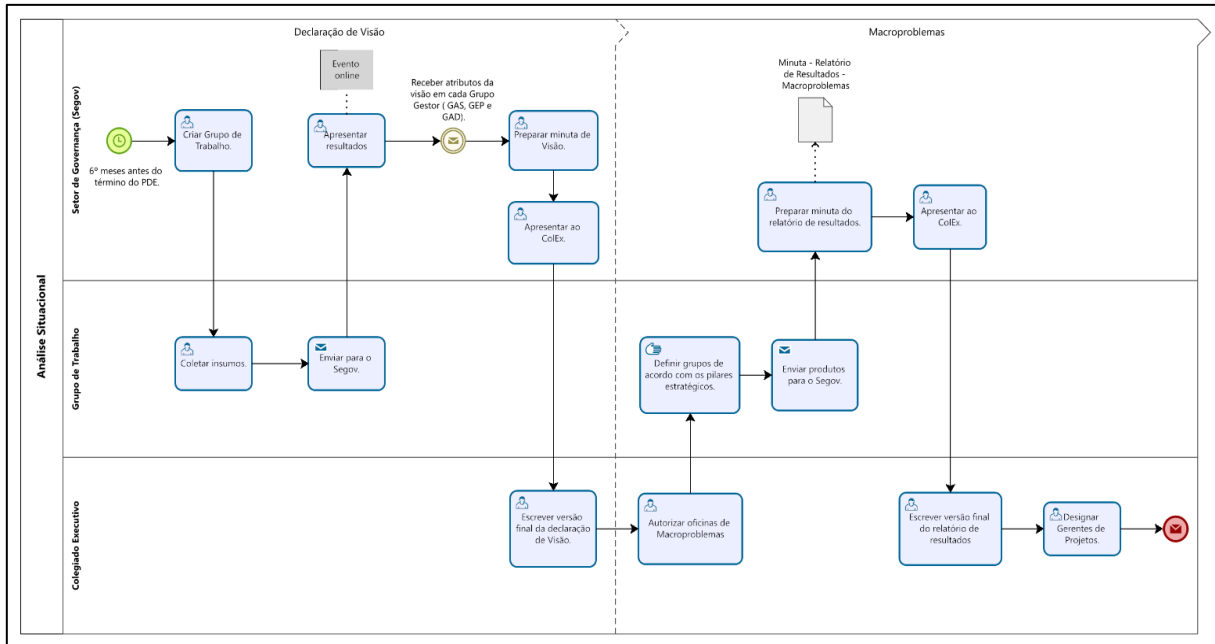 Declaração de Visão
Macroproblemas
Análise Situacional
Setor de Governança (Segov)
6º meses antes do
término do PDE.
Criar Grupo de
Trabalho.
Evento
online
Apresentar
resultados
Receber atributos da
visão em cada Grupo
Gestor ( GAS, GEP e
GAD).
Preparar minuta de
Visão.
Apresentar ao
ColEx.
Minuta - Relatório
de Resultados -
Macroproblemas
Preparar minuta do
relatório de resultados.
Apresentar ao
ColEx.
Grupo de Trabalho
Coletar insumos.
Enviar para o
Segov.
Definir grupos de
acordo com os pilares
estratégicos.
Enviar produtos
para o Segov.
Colegiado Executivo
Escrever versão
final da declaração
de Visão.
Autorizar oficinas de
Macroproblemas
Escrever versão final
do relatório de
resultados
Designar
Gerentes de
Projetos.